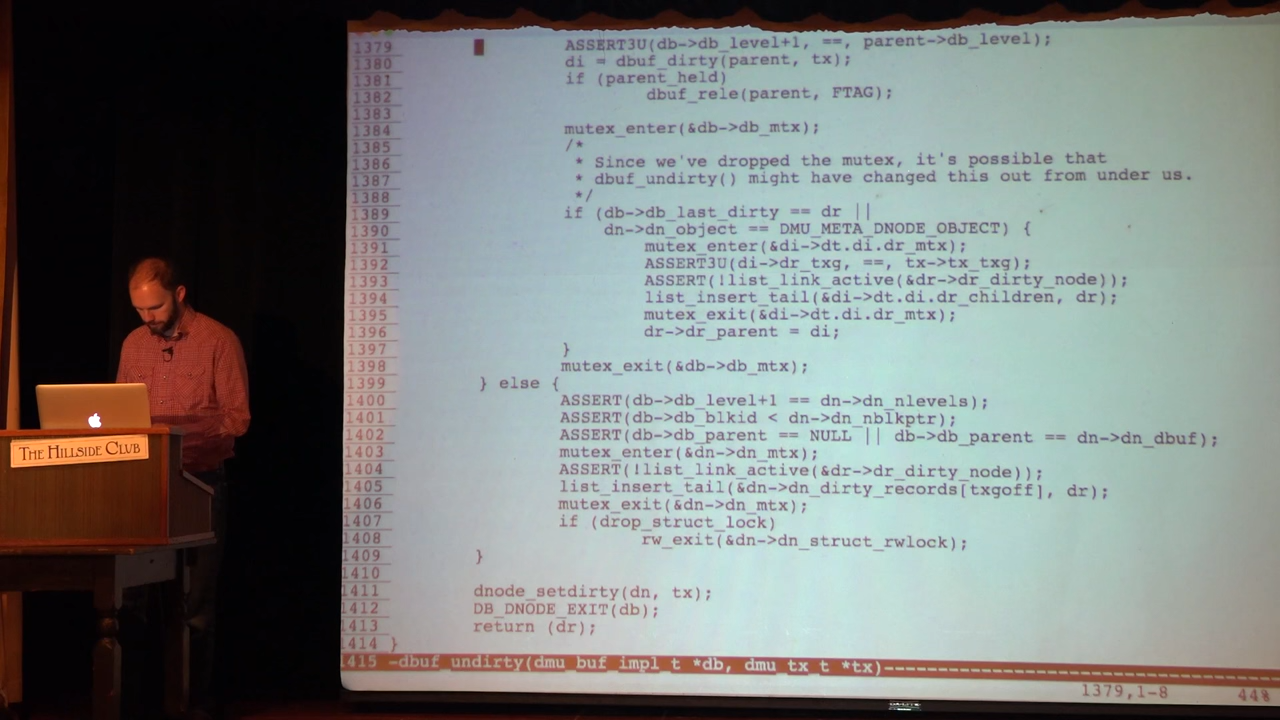 THE HILLSIDE CLUB
1379 ASSERT3U(db->db_level+1, ==, parent->db_level);
1380 di = dbuf_dirty(parent, tx);
1381 if (parent_held)
1382 dbuf_rele(parent, FTAG);
1383
1384 mutex_enter(&db->db_mtx);
1385 /*
1386 * Since we've dropped the mutex, it's possible that
1387 * dbuf_undirty() might have changed this out from under us.
1388 */
1389 if (db->db_last_dirty == dr ||
1390 dn->dn_object == DMU_META_DNODE_OBJECT) {
1391 mutex_enter(&di->dt.di.dr_mtx);
1392 ASSERT3U(di->dr_txg, ==, tx->tx_txg);
1393 ASSERT(!list_link_active(&dr->dr_dirty_node));
1394 list_insert_tail(&di->dt.di.dr_children, dr);
1395 mutex_exit(&di->dt.di.dr_mtx);
1396 dr->dr_parent = di;
1397 }
1398 mutex_exit(&db->db_mtx);
1399 } else {
1400 ASSERT(db->db_level+1 == dn->dn_nlevels);
1401 ASSERT(db->db_blkid < dn->dn_nblkptr);
1402 ASSERT(db->db_parent == NULL || db->db_parent == dn->dn_dbuf);
1403 mutex_enter(&dn->dn_mtx);
1404 ASSERT(!list_link_active(&dr->dr_dirty_node));
1405 list_insert_tail(&dn->dn_dirty_records[txgoff], dr);
1406 mutex_exit(&dn->dn_mtx);
1407 if (drop_struct_lock)
1408 rw_exit(&dn->dn_struct_rwlock);
1409 }
1410
1411 dnode_setdirty(dn, tx);
1412 DB_DNODE_EXIT(db);
1413 return (dr);
1414 }
1415 -dbuf_undirty(dmu_buf_impl_t *db, dmu_tx_t *tx)--------------------
1379,1-8 44%